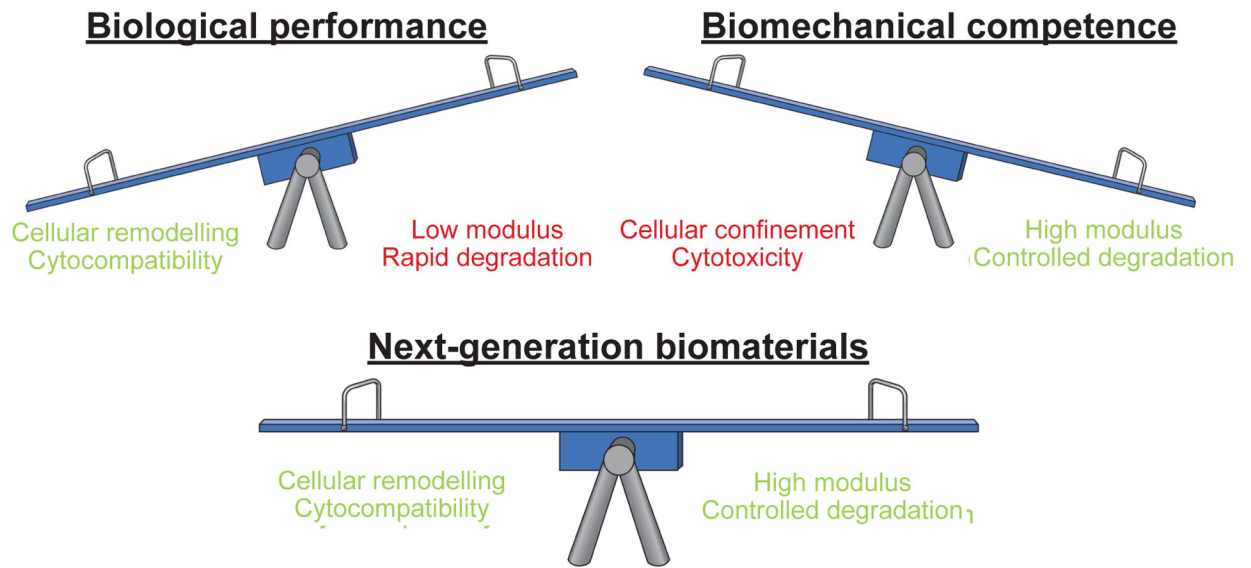 Biological performance
Biomechanical competence
Cellular remodelling
Cytocompatibility
Low modulus
Rapid degradation
Cellular confinement
Cytotoxicity
High modulus
Controlled degradation
Next-generation biomaterials
Cellular remodelling
Cytocompatibility
High modulus
Controlled degradation